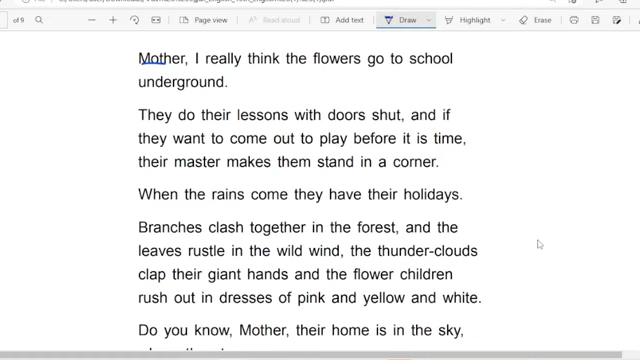 of 9
Page view
Read aloud
Add text
Draw
Highlight
Erase
Mother, I really think the flowers go to school
underground.
They do their lessons with doors shut, and if
they want to come out to play before it is time,
their master makes them stand in a corner.
When the rains come they have their holidays.
Branches clash together in the forest, and the
leaves rustle in the wild wind, the thunder-clouds
clap their giant hands and the flower children
rush out in dresses of pink and yellow and white.
Do you know, Mother, their home is in the sky,